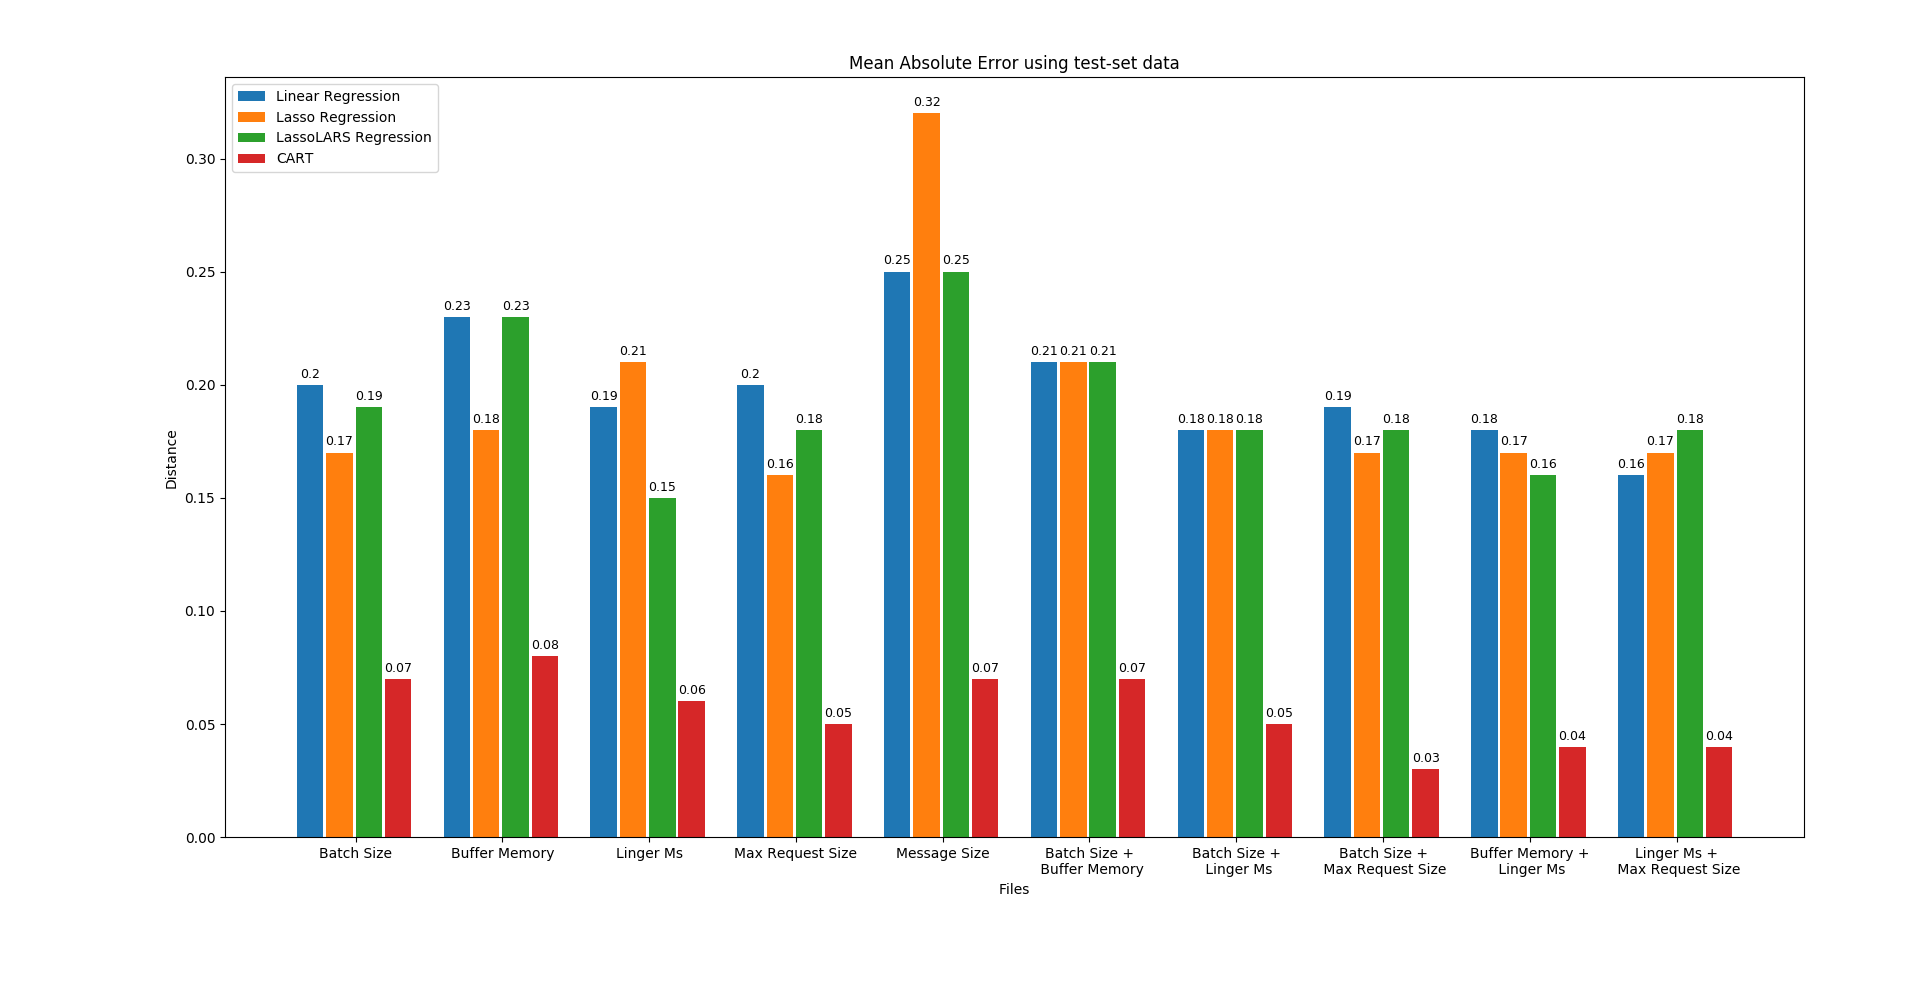 Mean Absolute Error using test-set data
Linear Regression
Lasso Regression
LassoLARS Regression
CART
Distance
0.30
0.25
0.20
0.15
0.10
0.05
0.00
0.2
0.17
0.19
0.07
0.23
0.18
0.23
0.08
0.19
0.21
0.15
0.06
0.2
0.16
0.18
0.05
0.25
0.32
0.25
0.07
0.21
0.21
0.21
0.07
0.18
0.18
0.18
0.05
0.19
0.17
0.18
0.03
0.18
0.17
0.16
0.04
0.16
0.17
0.18
0.04
Batch Size
Buffer Memory
Linger Ms
Max Request Size
Message Size
Batch Size +
Buffer Memory
Batch Size +
Linger Ms
Batch Size +
Max Request Size
Buffer Memory +
Linger Ms
Linger Ms +
Max Request Size
Files